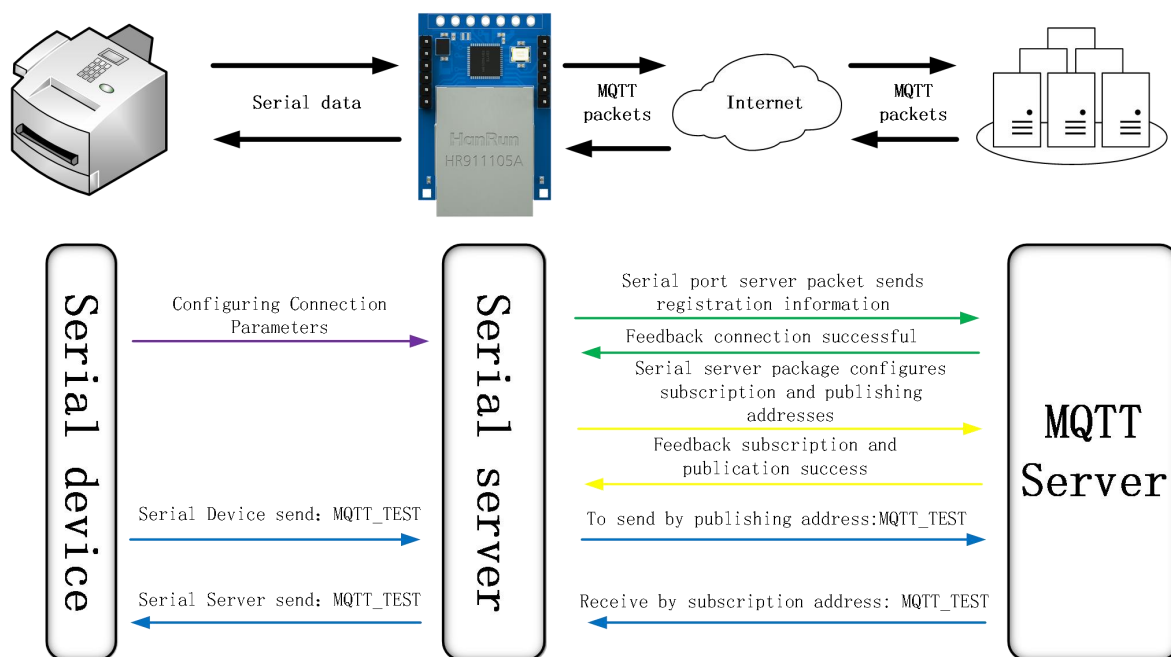 Serial data
HanRun
HR911105A
MQTT
packets
Internet
MQTT
packets
Serial device
Configuring Connection
Parameters
Serial server
Serial port server packet sends
registration information
Feedback connection successful
Serial server package configures
subscription and publishing
addresses
Feedback subscription and
publication success
MQTT
Server
Serial Device send: MQTT_TEST
To send by publishing address:MQTT_TEST
Serial Server send: MQTT_TEST
Receive by subscription address: MQTT_TEST